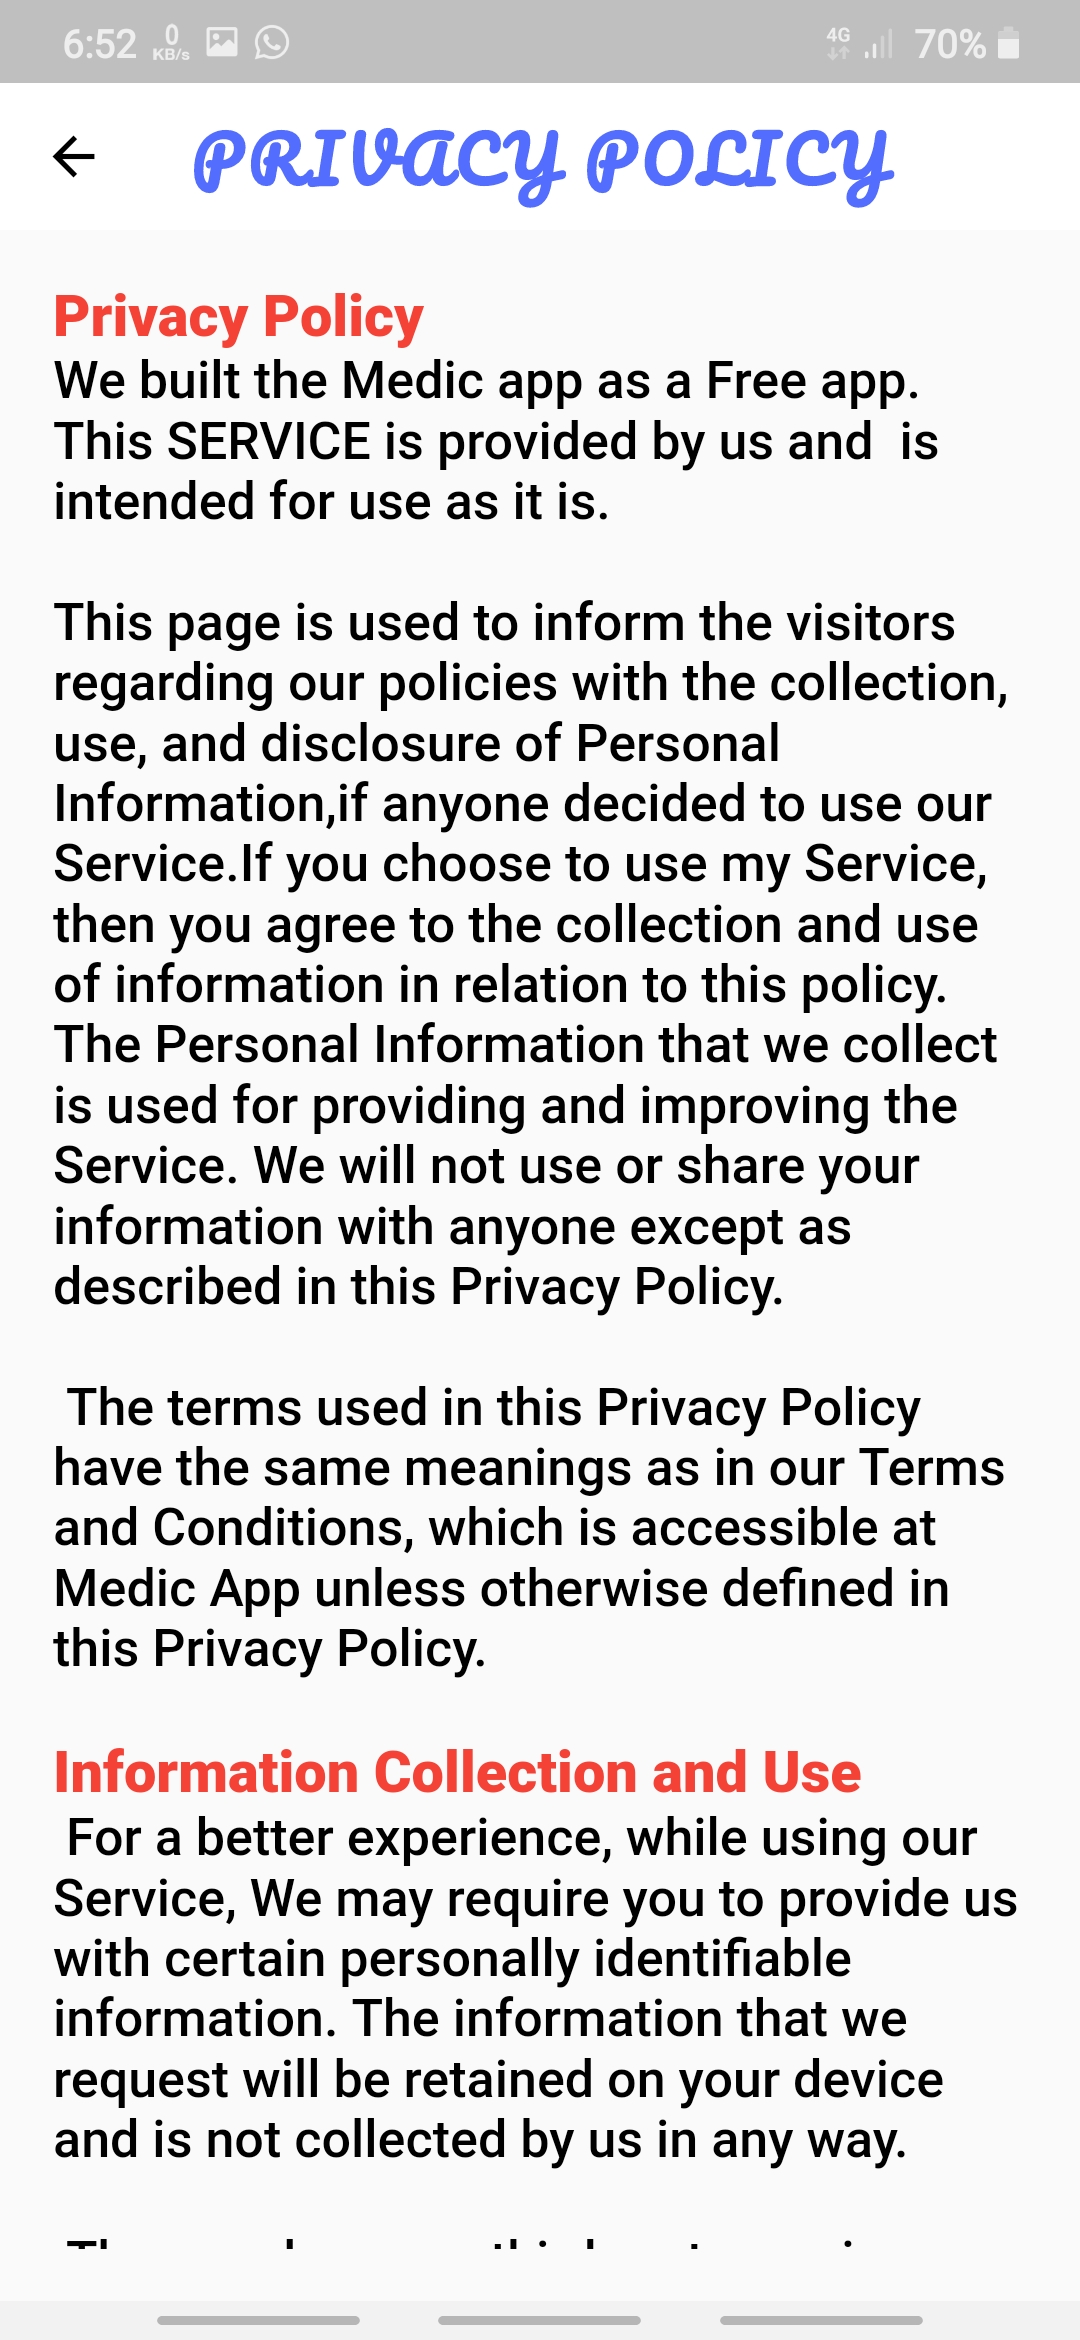 6:52 0 KB/s 4G 70%
PRIVACY POLICY
Privacy Policy
We built the Medic app as a Free app.
This SERVICE is provided by us and  is
intended for use as it is.
This page is used to inform the visitors
regarding our policies with the collection,
use, and disclosure of Personal
Information,if anyone decided to use our
Service.If you choose to use my Service,
then you agree to the collection and use
of information in relation to this policy.
The Personal Information that we collect
is used for providing and improving the
Service. We will not use or share your
information with anyone except as
described in this Privacy Policy.
The terms used in this Privacy Policy
have the same meanings as in our Terms
and Conditions, which is accessible at
Medic App unless otherwise defined in
this Privacy Policy.
Information Collection and Use
For a better experience, while using our
Service, We may require you to provide us
with certain personally identifiable
information. The information that we
request will be retained on your device
and is not collected by us in any way.